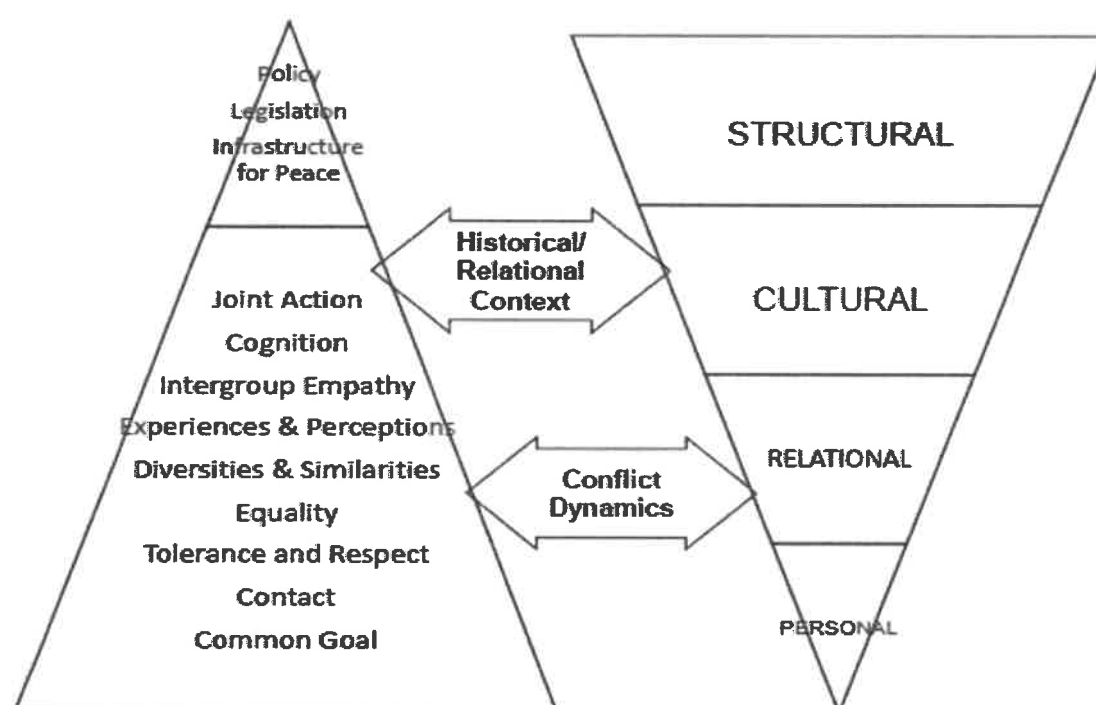 Policy
Legislation
Infrastructure
for Peace
Joint Action
Cognition
Intergroup Empathy
Experiences & Perceptions
Diversities & Similarities
Equality
Tolerance and Respect
Contact
Common Goal
Historical/
Relational
Context
Conflict
Dynamics
STRUCTURAL
CULTURAL
RELATIONAL
PERSONAL